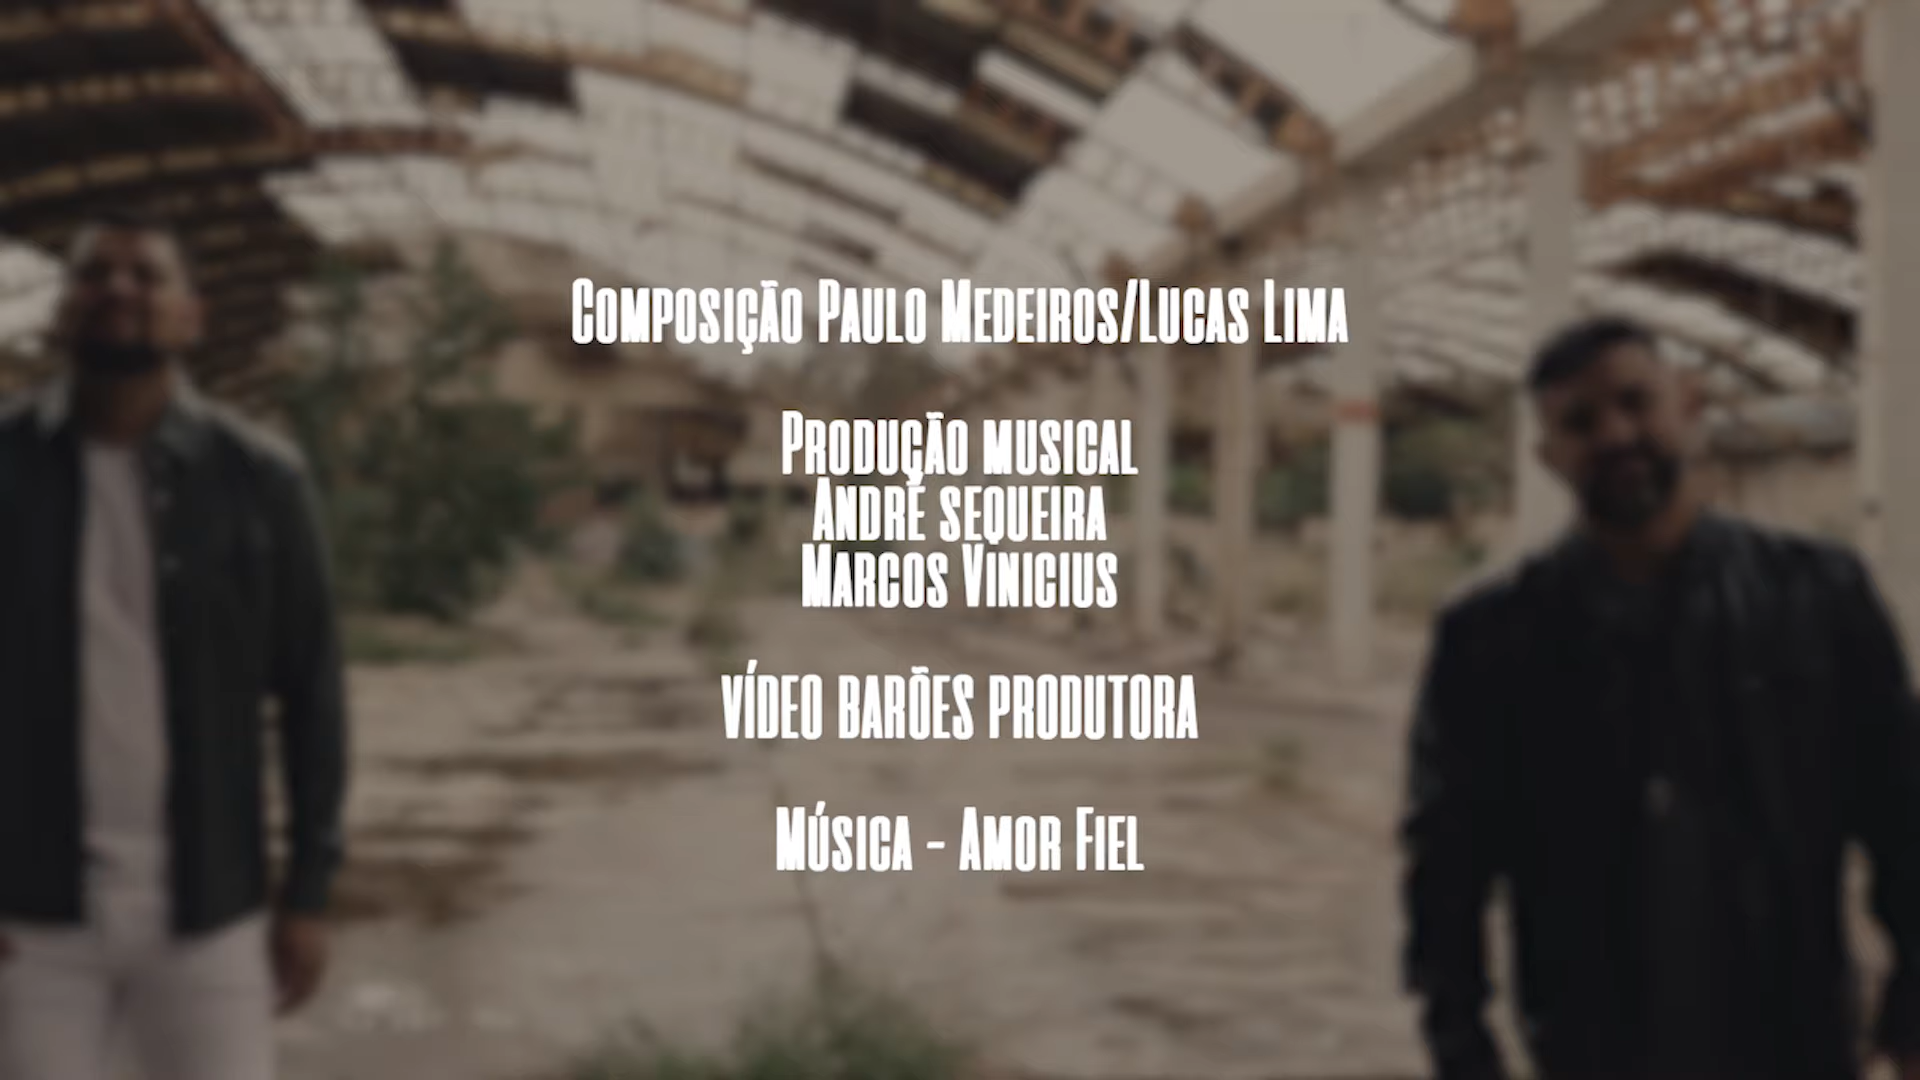 Composição Paulo Medeiros/Lucas Lima
Produção musical
André sequeira
Marcos Vinicius
VÍDEO BARÕES PRODUTORA
Música - Amor Fiel